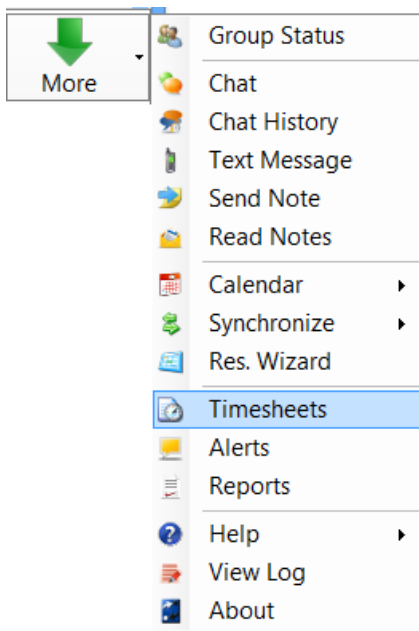 More
Group Status
Chat
Chat History
Text Message
Send Note
Read Notes
Calendar
Synchronize
Res. Wizard
Timesheets
Alerts
Reports
Help
View Log
About